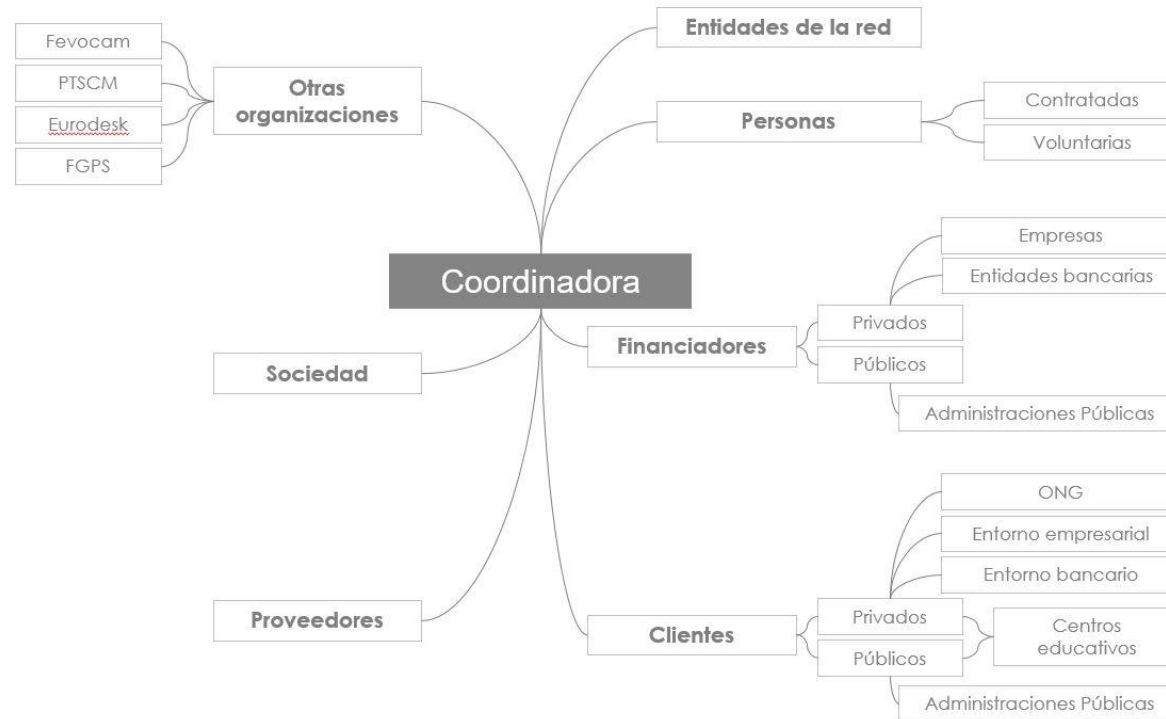 Fevocam
PTSCM
Eurodesk
FGPS
Otras
organizaciones
Entidades de la red
Personas
Contratadas
Voluntarias
Coordinadora
Empresas
Entidades bancarias
Privados
Financiadores
Públicos
Administraciones Públicas
Sociedad
ONG
Entorno empresarial
Entorno bancario
Proveedores
Clientes
Privados
Públicos
Centros
educativos
Administraciones Públicas